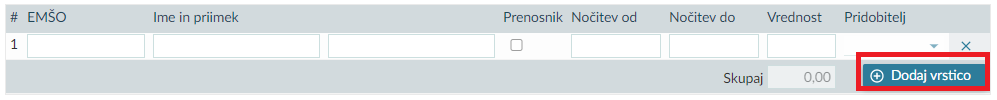 # EMŠO Ime in priimek Prenosnik Nočitev od Nočitev do Vrednost Pridobitelj
1
Skupaj 0,00 Dodaj vrstico